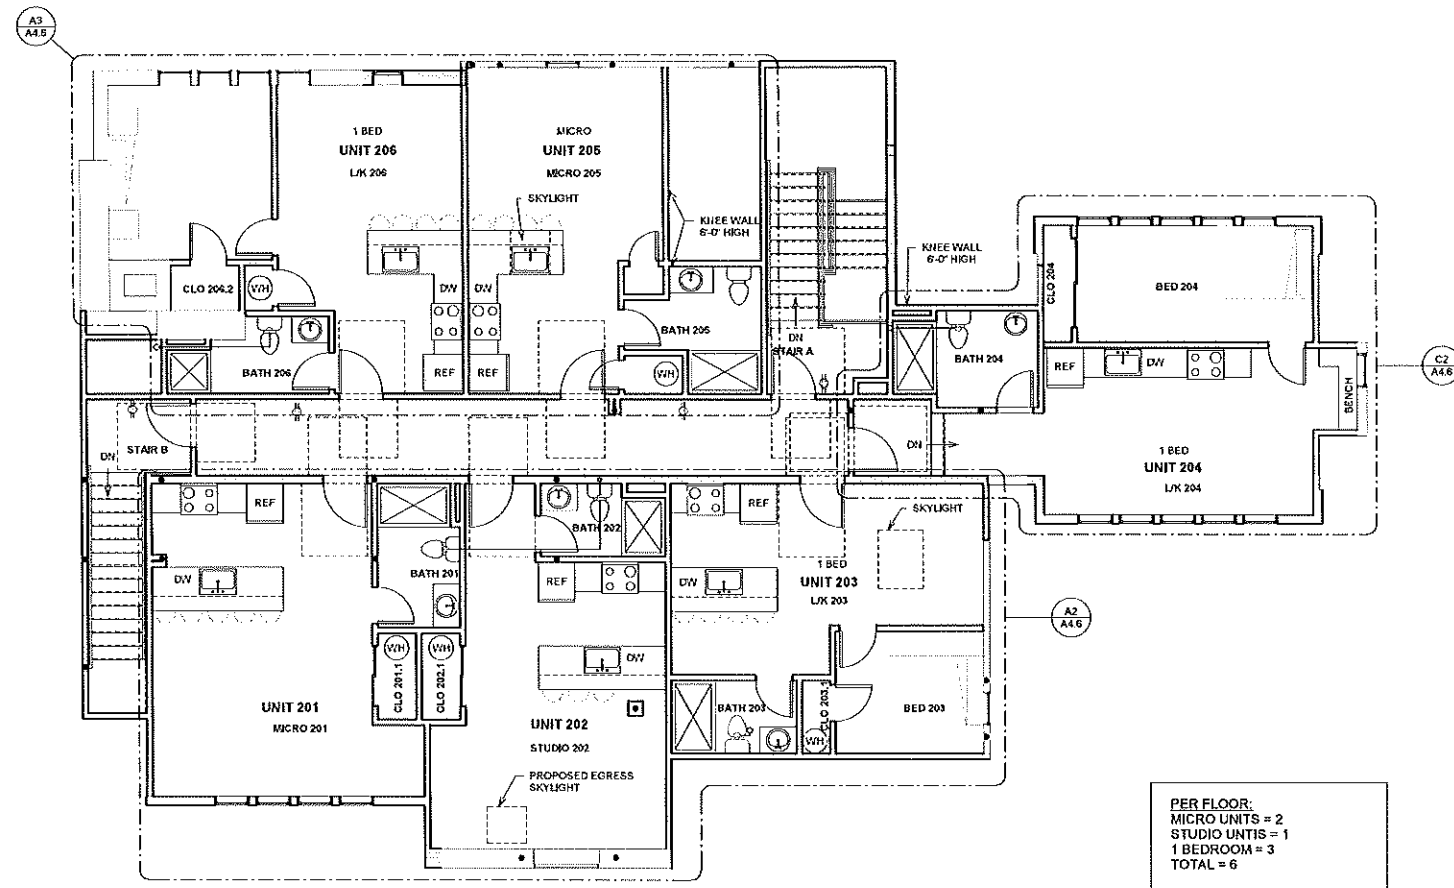 A3
A4.6
1 BED
UNIT 206
L/K 206
MICRO
UNIT 205
MICRO 205
SKYLIGHT
KNEE WALL
6'-0" HIGH
KNEE WALL
6'-0" HIGH
CLO 204
BED 204
CLO 206.2
WH
DW
DW
BATH 205
DN
STAIR A
BATH 204
REF
DW
C2
A4.6
BATH 206
REF
REF
WH
BENCH
STAIR B
DN
DN
1 BED
UNIT 204
L/K 204
REF
BATH 202
REF
SKYLIGHT
DW
BATH 201
REF
1 BED
UNIT 203
L/K 203
DW
A2
A4.6
WH
WH
DW
CLO 201.1
CLO 202.1
UNIT 201
MICRO 201
UNIT 202
STUDIO 202
BATH 203
CLO 203.1
BED 203
WH
PROPOSED EGRESS
SKYLIGHT
PER FLOOR:
MICRO UNITS = 2
STUDIO UNTIS = 1
1 BEDROOM = 3
TOTAL = 6